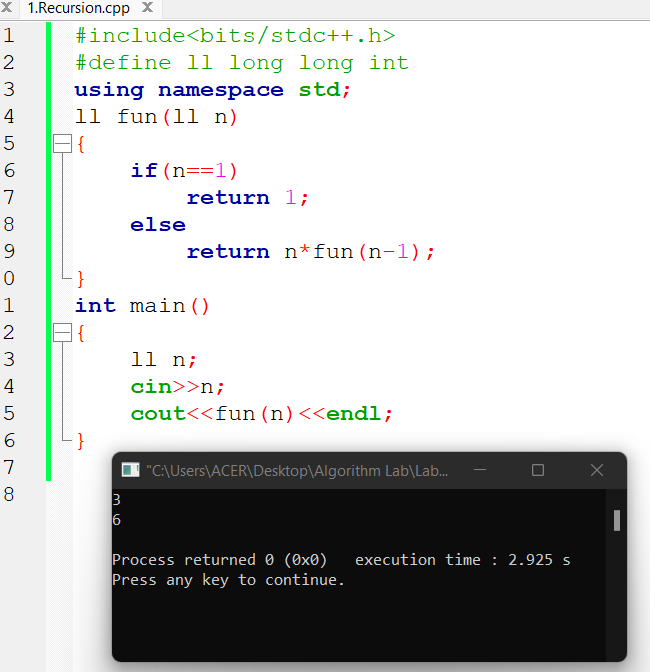 1.Recursion.cpp
1 #include<bits/stdc++.h>
2 #define ll long long int
3 using namespace std;
4 ll fun(ll n)
5 {
6     if(n==1)
7         return 1;
8     else
9         return n*fun(n-1);
0 }
1 int main()
2 {
3     ll n;
4     cin>>n;
5     cout<<fun(n)<<endl;
6 }
7
8
"C:\Users\ACER\Desktop\Algorithm Lab\Lab...
3
6
Process returned 0 (0x0)   execution time : 2.925 s
Press any key to continue.